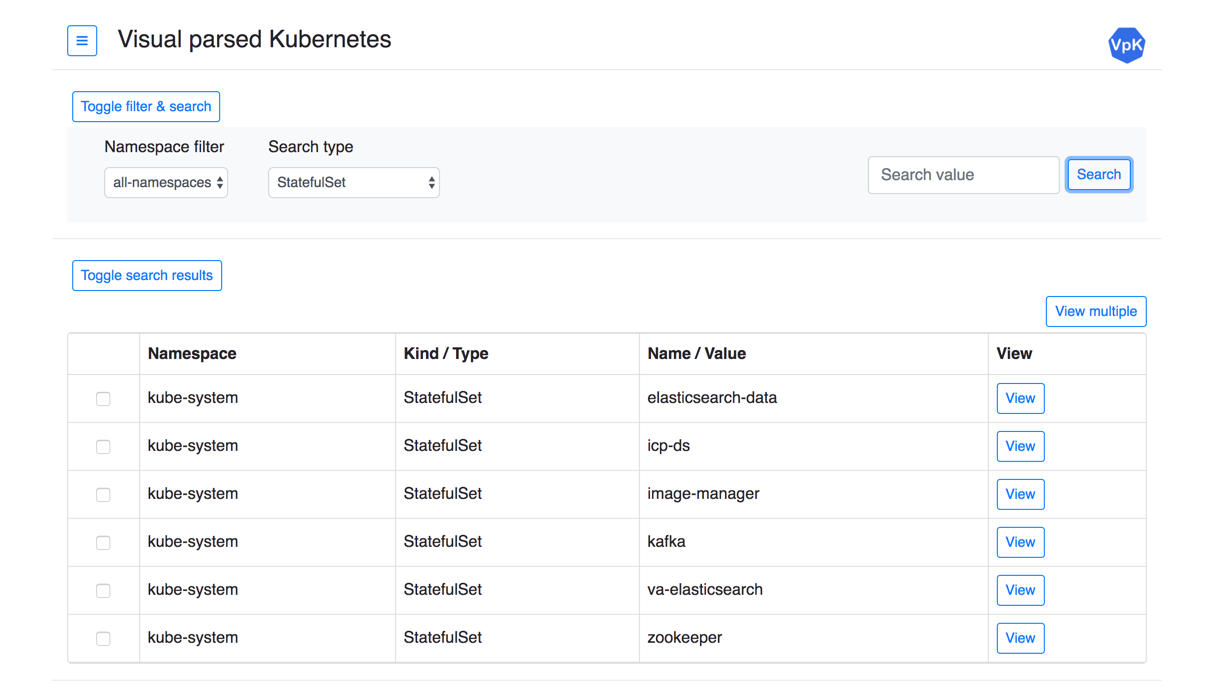 Visual parsed Kubernetes
VpK
Toggle filter & search
Namespace filter Search type
all-namespaces StatefulSet Search value Search
Toggle search results
View multiple
Namespace Kind / Type Name / Value View
kube-system StatefulSet elasticsearch-data View
kube-system StatefulSet icp-ds View
kube-system StatefulSet image-manager View
kube-system StatefulSet kafka View
kube-system StatefulSet va-elasticsearch View
kube-system StatefulSet zookeeper View